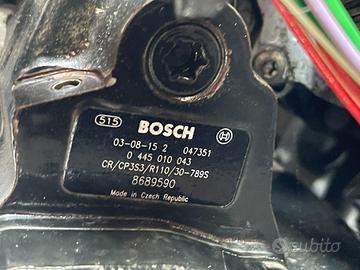 515 BOSCH
03-08-15 2 047351
0 445 010 043
CR/CP3S3/R110/30-789S
8689590
Made in Czech Republic
subito